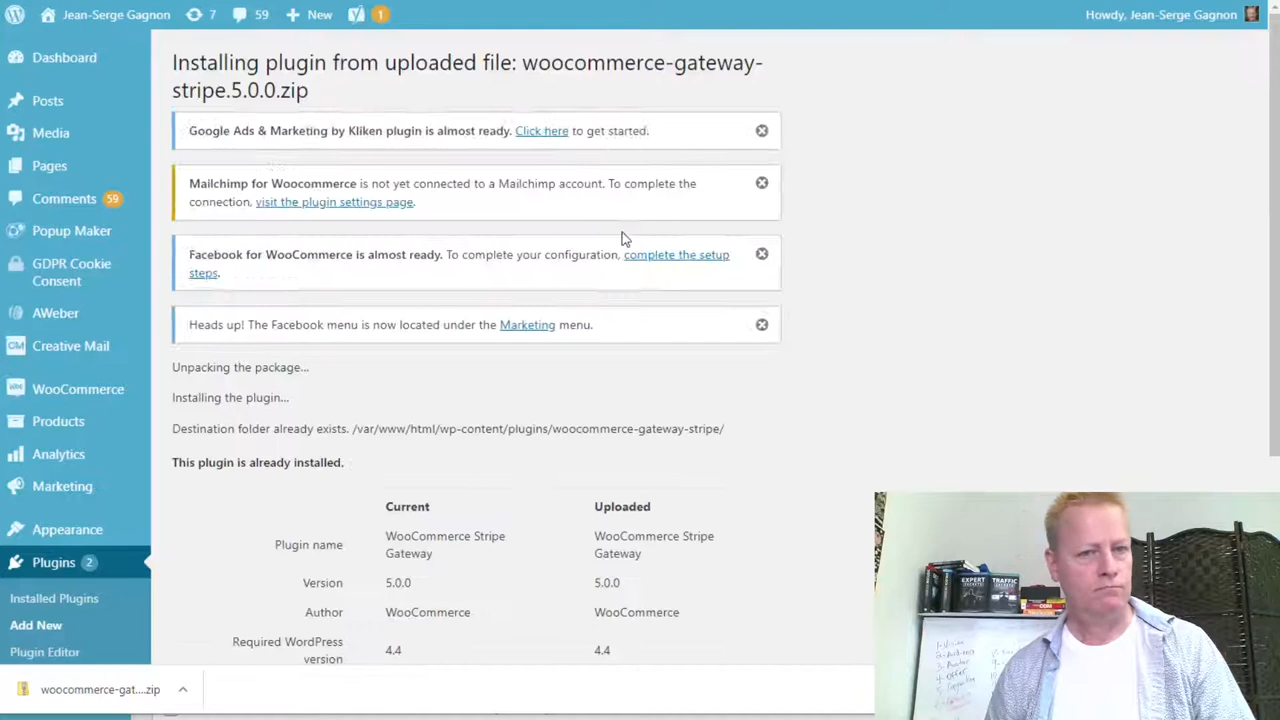 Jean-Serge Gagnon
7
59
New
1
Howdy, Jean-Serge Gagnon
Dashboard
Posts
Media
Pages
Comments 59
Popup Maker
GDPR Cookie
Consent
AWeber
Creative Mail
WooCommerce
Products
Analytics
Marketing
Appearance
Plugins 2
Installed Plugins
Add New
Plugin Editor
Installing plugin from uploaded file: woocommerce-gateway-
stripe.5.0.0.zip
Google Ads & Marketing by Kliken plugin is almost ready. Click here to get started.
Mailchimp for Woocommerce is not yet connected to a Mailchimp account. To complete the
connection, visit the plugin settings page.
Facebook for WooCommerce is almost ready. To complete your configuration, complete the setup
steps.
Heads up! The Facebook menu is now located under the Marketing menu.
Unpacking the package...
Installing the plugin...
Destination folder already exists. /var/www/html/wp-content/plugins/woocommerce-gateway-stripe/
This plugin is already installed.
Current Uploaded
Plugin name WooCommerce Stripe Gateway WooCommerce Stripe Gateway
Version 5.0.0 5.0.0
Author WooCommerce WooCommerce
Required WordPress
version 4.4 4.4
woocommerce-gat....zip
EXPERT
SECRETS
TRAFFIC
SECRETS